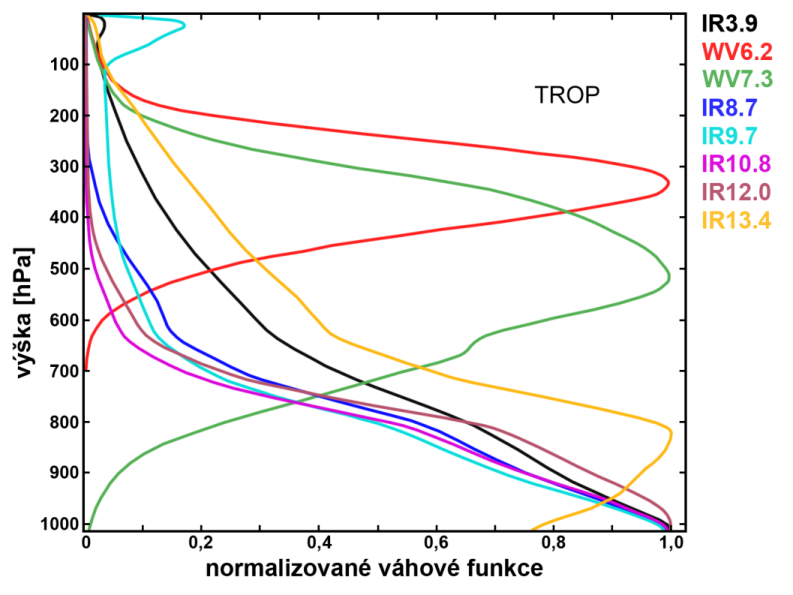 IR3.9
WV6.2
WV7.3
IR8.7
IR9.7
IR10.8
IR12.0
IR13.4
TROP
výška [hPa]
100
200
300
400
500
600
700
800
900
1000
0 0,2 0,4 0,6 0,8 1,0
normalizované váhové funkce